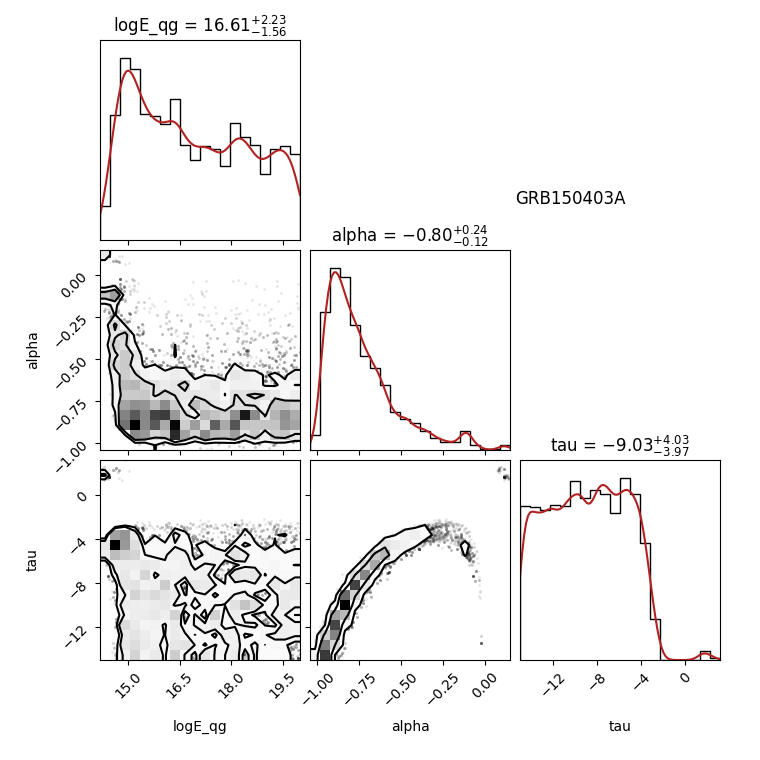 logE_qg = 16.61+2.23−1.56
GRB150403A
alpha = −0.80+0.24−0.12
alpha
0.00
−0.25
−0.50
−0.75
−1.00
tau = −9.03+4.03−3.97
tau
0
−4
−8
−12
15.0 16.5 18.0 19.5
−1.00 −0.75 −0.50 −0.25 0.00
−12 −8 −4 0
logE_qg alpha tau